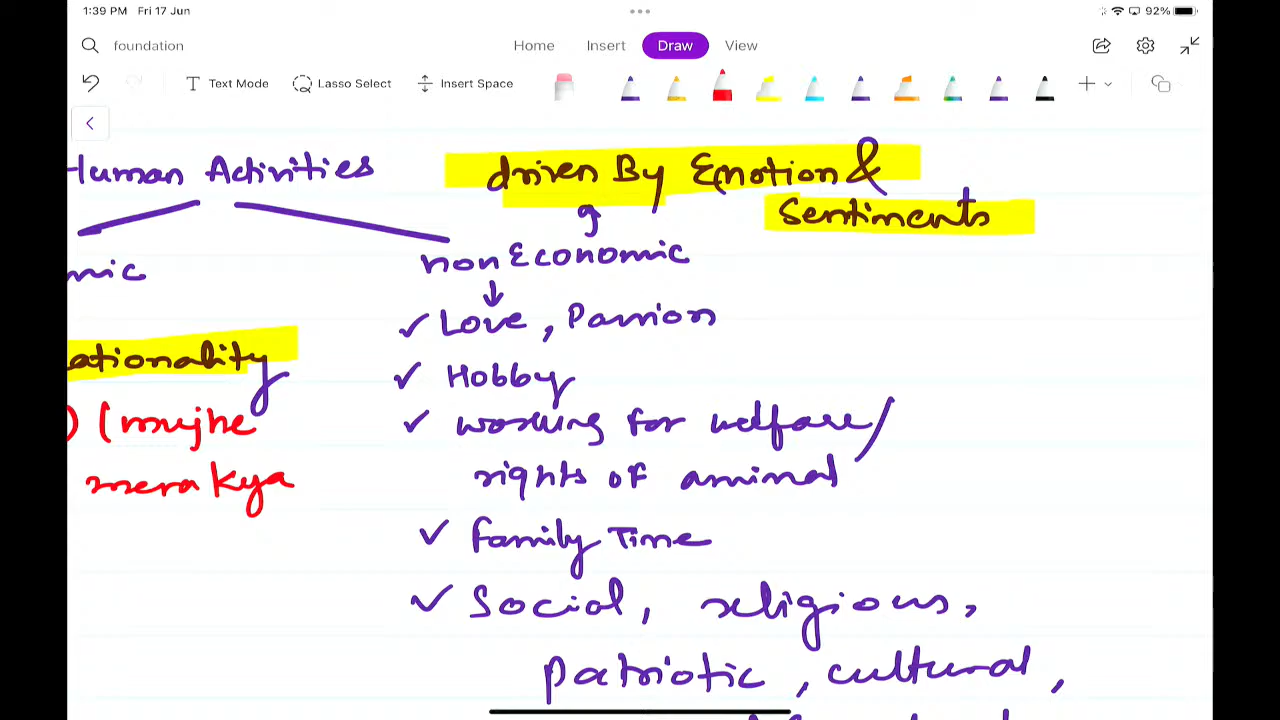 1:39 PM Fri 17 Jun
92%
foundation
Home Insert Draw View
Text Mode Lasso Select Insert Space
Human Activities
driven By Emotion &
Sentiments
mic
non Economic
Love, Passion
ationality
Hobby
) (mujhe
working for welfare/
mera kya
rights of animal
family Time
Social, religious,
patriotic, cultural,